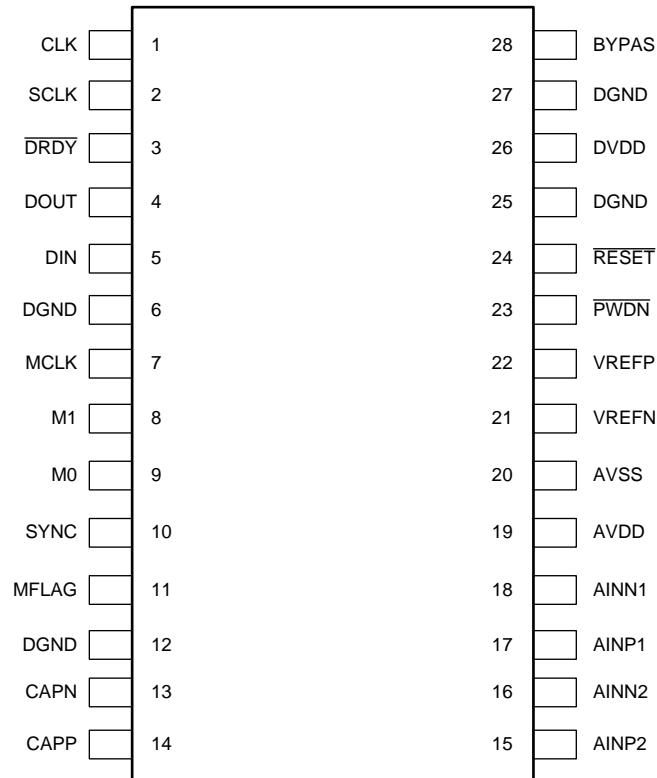 CLK 1 28 BYPAS
SCLK 2 27 DGND
DRDY 3 26 DVDD
DOUT 4 25 DGND
DIN 5 24 RESET
DGND 6 23 PWDN
MCLK 7 22 VREFP
M1 8 21 VREFN
M0 9 20 AVSS
SYNC 10 19 AVDD
MFLAG 11 18 AINN1
DGND 12 17 AINP1
CAPN 13 16 AINN2
CAPP 14 15 AINP2